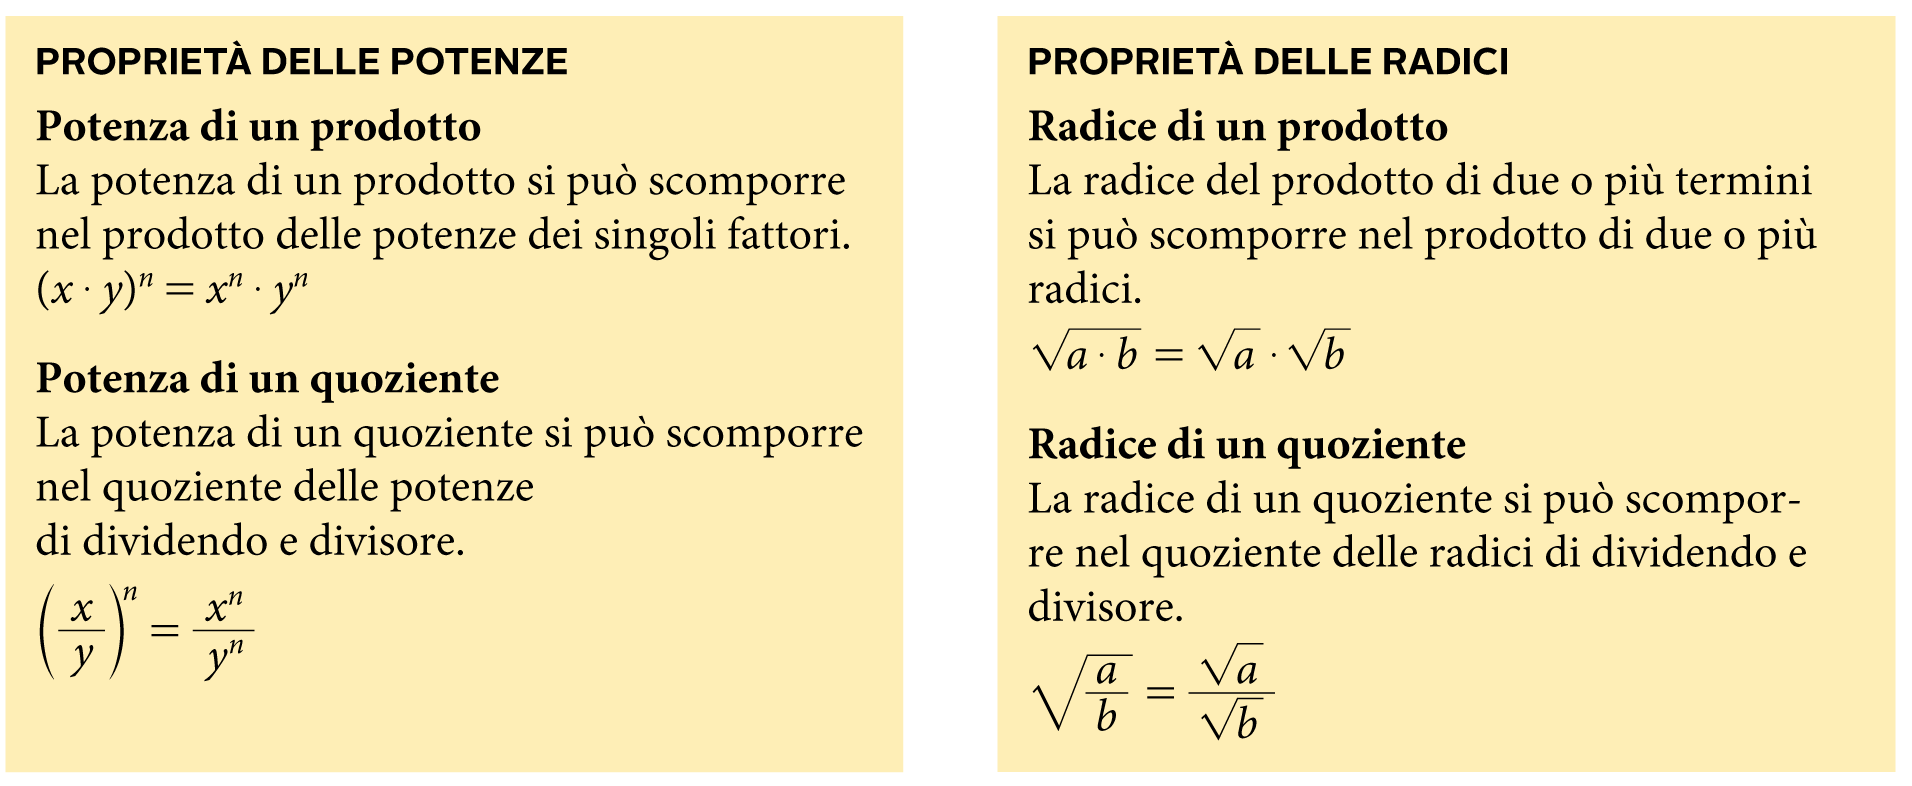 PROPRIETÀ DELLE POTENZE
Potenza di un prodotto
La potenza di un prodotto si può scomporre
nel prodotto delle potenze dei singoli fattori.
(x · y)ⁿ = xⁿ · yⁿ
Potenza di un quoziente
La potenza di un quoziente si può scomporre
nel quoziente delle potenze
di dividendo e divisore.
(x/y)ⁿ = xⁿ/yⁿ
PROPRIETÀ DELLE RADICI
Radice di un prodotto
La radice del prodotto di due o più termini
si può scomporre nel prodotto di due o più
radici.
√(a · b) = √a · √b
Radice di un quoziente
La radice di un quoziente si può scompor-
re nel quoziente delle radici di dividendo e
divisore.
√(a/b) = √a/√b